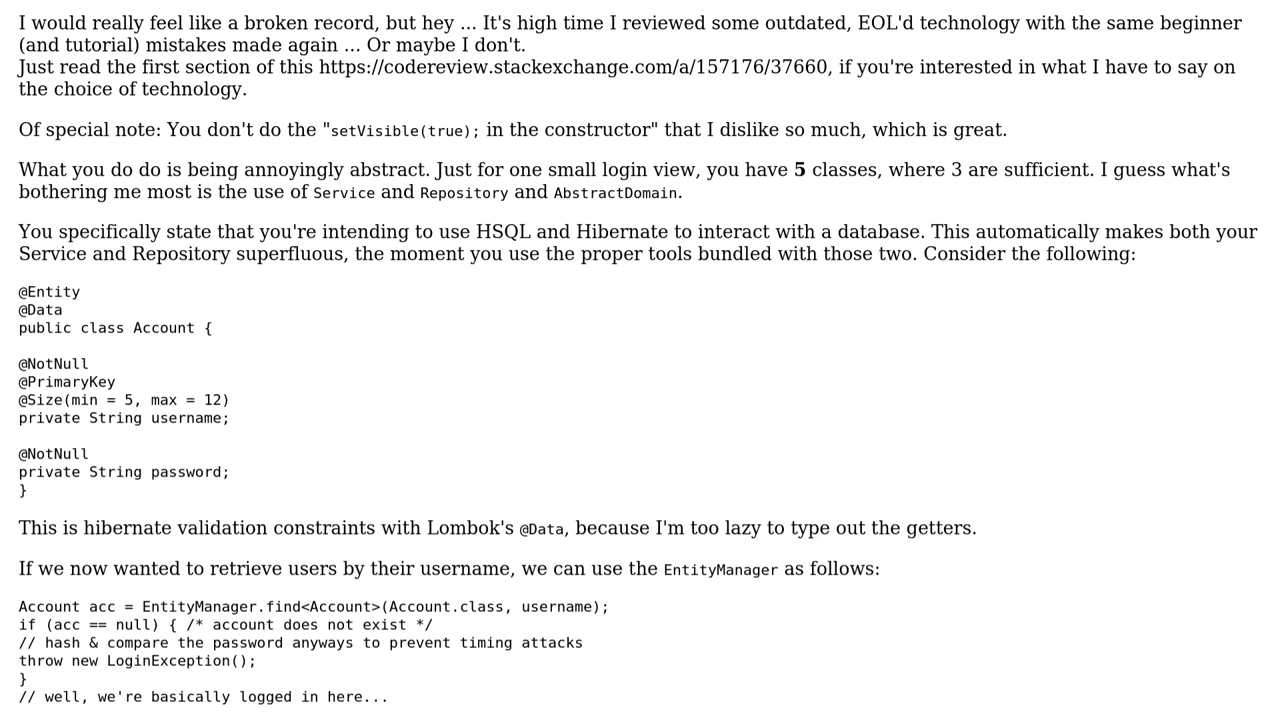 I would really feel like a broken record, but hey ... It's high time I reviewed some outdated, EOL'd technology with the same beginner
(and tutorial) mistakes made again ... Or maybe I don't.
Just read the first section of this https://codereview.stackexchange.com/a/157176/37660, if you're interested in what I have to say on
the choice of technology.
Of special note: You don't do the "setVisible(true); in the constructor" that I dislike so much, which is great.
What you do do is being annoyingly abstract. Just for one small login view, you have 5 classes, where 3 are sufficient. I guess what's
bothering me most is the use of Service and Repository and AbstractDomain.
You specifically state that you're intending to use HSQL and Hibernate to interact with a database. This automatically makes both your
Service and Repository superfluous, the moment you use the proper tools bundled with those two. Consider the following:
@Entity
@Data
public class Account {
@NotNull
@PrimaryKey
@Size(min = 5, max = 12)
private String username;
@NotNull
private String password;
}
This is hibernate validation constraints with Lombok's @Data, because I'm too lazy to type out the getters.
If we now wanted to retrieve users by their username, we can use the EntityManager as follows:
Account acc = EntityManager.find<Account>(Account.class, username);
if (acc == null) { /* account does not exist */
// hash & compare the password anyways to prevent timing attacks
throw new LoginException();
}
// well, we're basically logged in here...